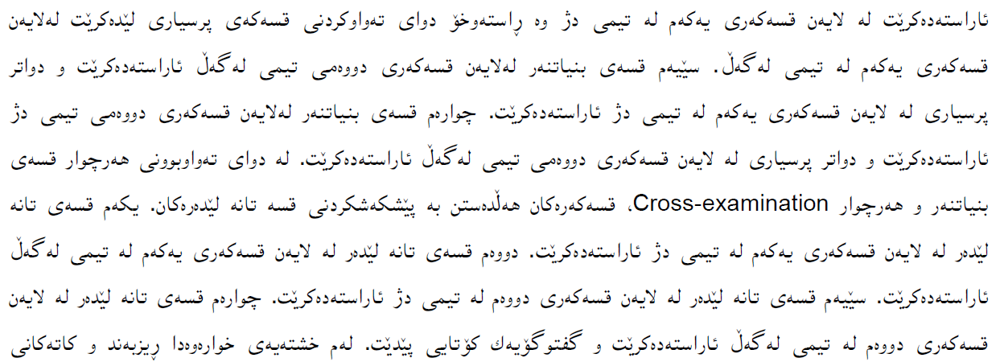 ئاراستەدەکرێت لە لایەن قسەکەری یەکەم لە تیمی دژ وە ڕاستەوخۆ دوای تەواوکردنی قسەکەی پرسیاری لێدەکرێت لەلایەن
قسەکەری یەکەم لە تیمی لەگەڵ. سێیەم قسەی بنیاتنەر لەلایەن قسەکەری دووەمی تیمی لەگەڵ ئاراستەدەکرێت و دواتر
پرسیاری لە لایەن قسەکەری یەکەم لە تیمی دژ ئاراستەدەکرێت. چوارەم قسەی بنیاتنەر لەلایەن قسەکەری دووەمی تیمی دژ
ئاراستەدەکرێت و دواتر پرسیاری لە لایەن قسەکەری دووەمی تیمی لەگەڵ ئاراستەدەکرێت. لە دوای تەواوبوونی هەرچوار قسەی
بنیاتنەر و هەرچوار Cross-examination، قسەکەرەکان هەڵدەستن بە پێشکەشکردنی قسە تانە لێدەرەکان. یکەم قسەی تانە
لێدەر لە لایەن قسەکەری یەکەم لە تیمی دژ ئاراستەدەکرێت. دووەم قسەی تانە لێدەر لە لایەن قسەکەری یەکەم لە تیمی لەگەڵ
ئاراستەدەکرێت. سێیەم قسەی تانە لێدەر لە لایەن قسەکەری دووەم لە تیمی دژ ئاراستەدەکرێت. چوارەم قسەی تانە لێدەر لە لایەن
قسەکەری دووەم لە تیمی لەگەڵ ئاراستەدەکرێت و گفتوگۆیەك کۆتایی پێدێت. لەم خشتەیەی خوارەوەدا ڕیزبەند و کاتەکانی